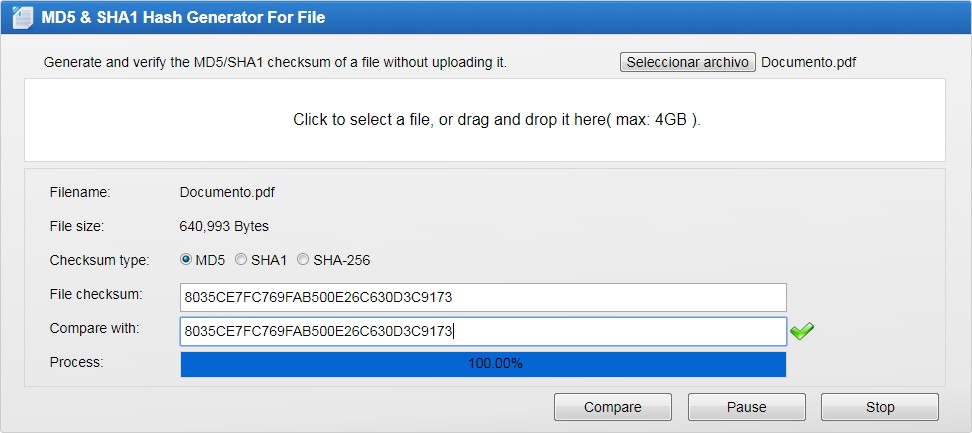 MD5 & SHA1 Hash Generator For File
Generate and verify the MD5/SHA1 checksum of a file without uploading it. Seleccionar archivo Documento.pdf
Click to select a file, or drag and drop it here( max: 4GB ).
Filename: Documento.pdf
File size: 640,993 Bytes
Checksum type: MD5 SHA1 SHA-256
File checksum: 8035CE7FC769FAB500E26C630D3C9173
Compare with: 8035CE7FC769FAB500E26C630D3C9173
Process: 100.00%
Compare Pause Stop